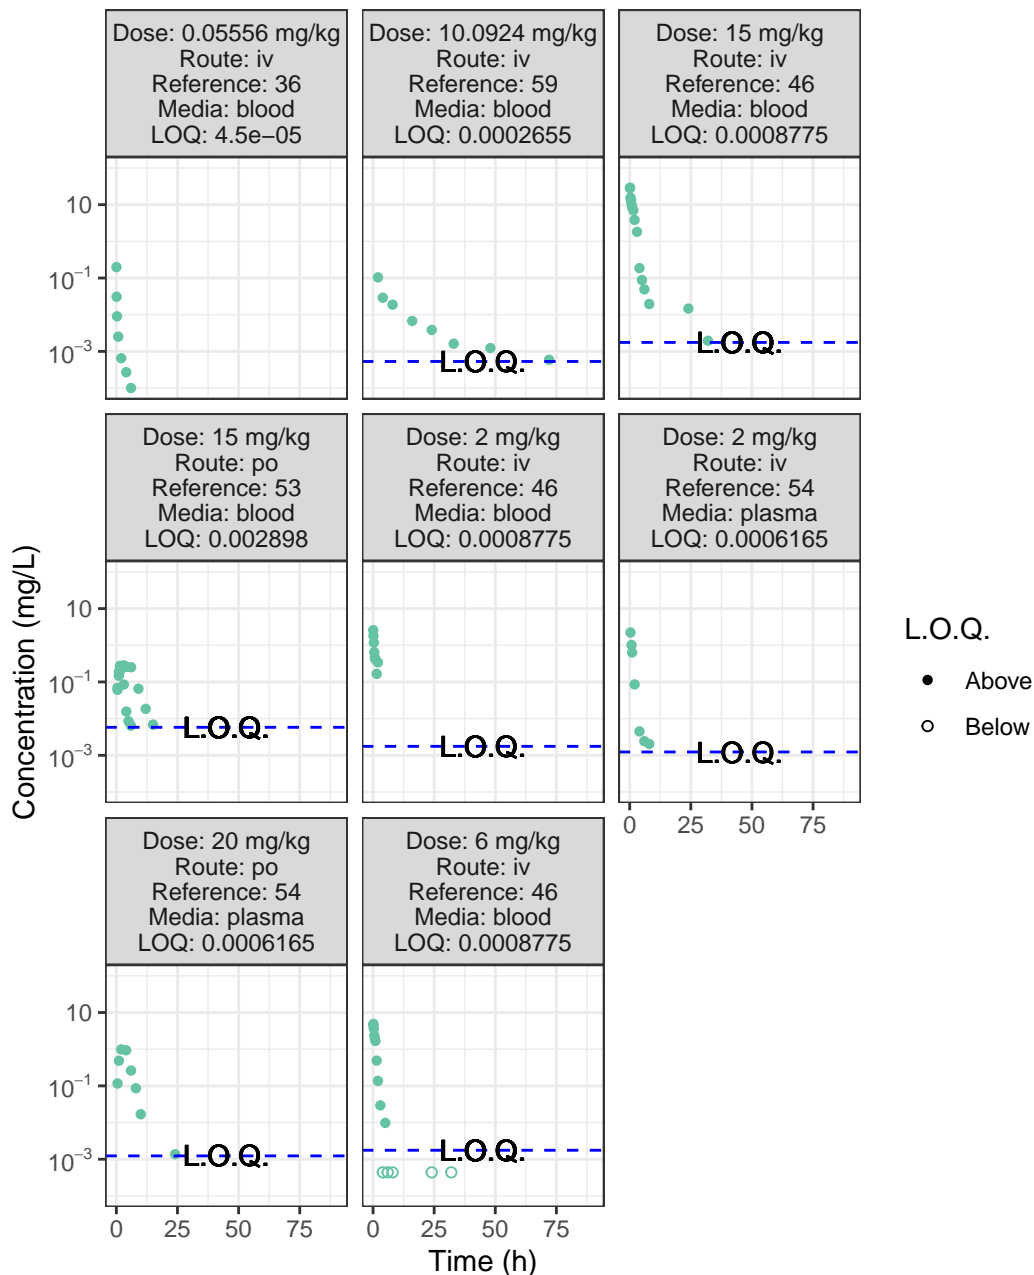 Dose: 0.05556 mg/kg
Route: iv
Reference: 36
Media: blood
LOQ: 4.5e−05
Dose: 10.0924 mg/kg
Route: iv
Reference: 59
Media: blood
LOQ: 0.0002655
Dose: 15 mg/kg
Route: iv
Reference: 46
Media: blood
LOQ: 0.0008775
10
10⁻¹
10⁻³
L.O.Q.
L.O.Q.
Dose: 15 mg/kg
Route: po
Reference: 53
Media: blood
LOQ: 0.002898
Dose: 2 mg/kg
Route: iv
Reference: 46
Media: blood
LOQ: 0.0008775
Dose: 2 mg/kg
Route: iv
Reference: 54
Media: plasma
LOQ: 0.0006165
10
10⁻¹
10⁻³
L.O.Q.
L.O.Q.
L.O.Q.
0 25 50 75
Dose: 20 mg/kg
Route: po
Reference: 54
Media: plasma
LOQ: 0.0006165
Dose: 6 mg/kg
Route: iv
Reference: 46
Media: blood
LOQ: 0.0008775
10
10⁻¹
10⁻³
L.O.Q.
L.O.Q.
0 25 50 75
0 25 50 75
Time (h)
Concentration (mg/L)
L.O.Q.
Above
Below